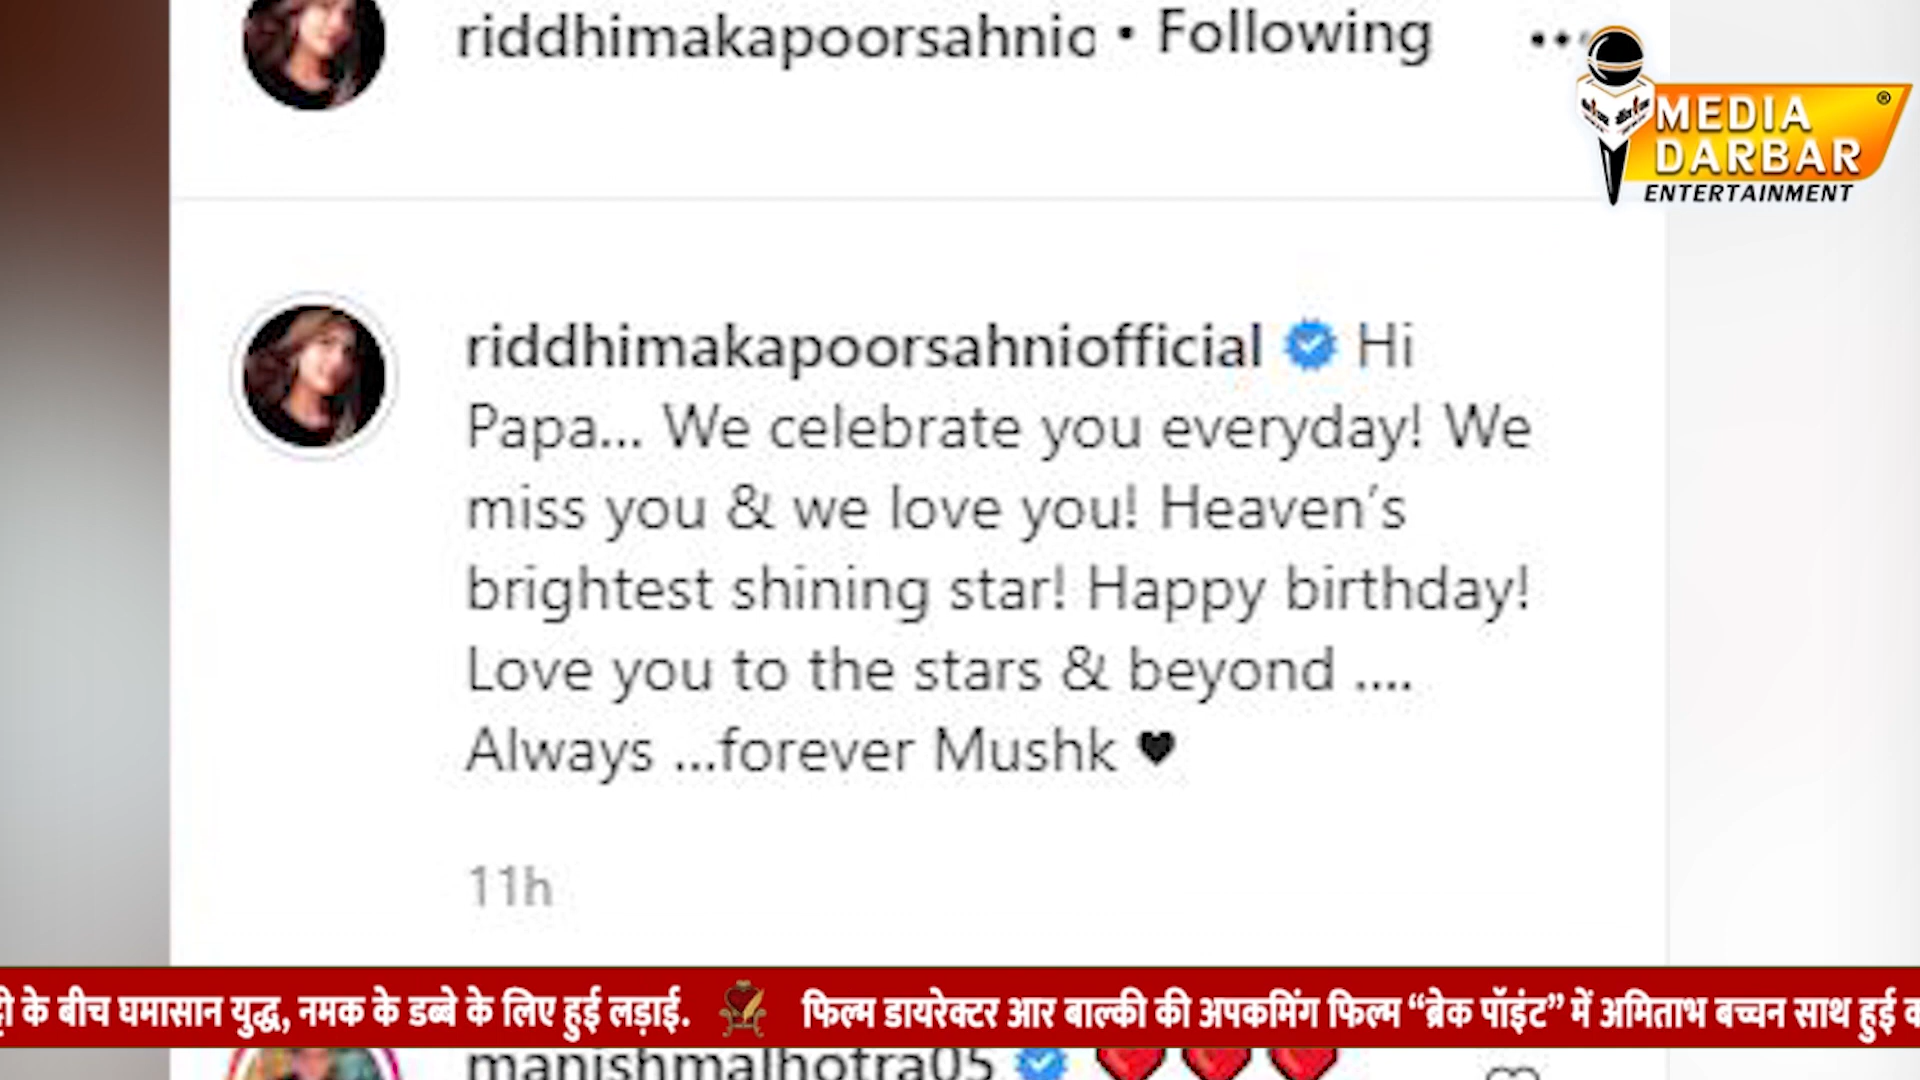 riddhimakapoorsahnio • Following
MEDIA
DARBAR
ENTERTAINMENT
riddhimakapoorsahniofficial Hi
Papa... We celebrate you everyday! We
miss you & we love you! Heaven's
brightest shining star! Happy birthday!
Love you to the stars & beyond ....
Always ...forever Mushk ♥
11h
के बीच घमासान युद्ध, नमक के डब्बे के लिए हुई लड़ाई. फिल्म डायरेक्टर आर बाल्की की अपकमिंग फिल्म “ब्रेक पॉइंट” में अमिताभ बच्चन साथ हुई
manishmalhotra05